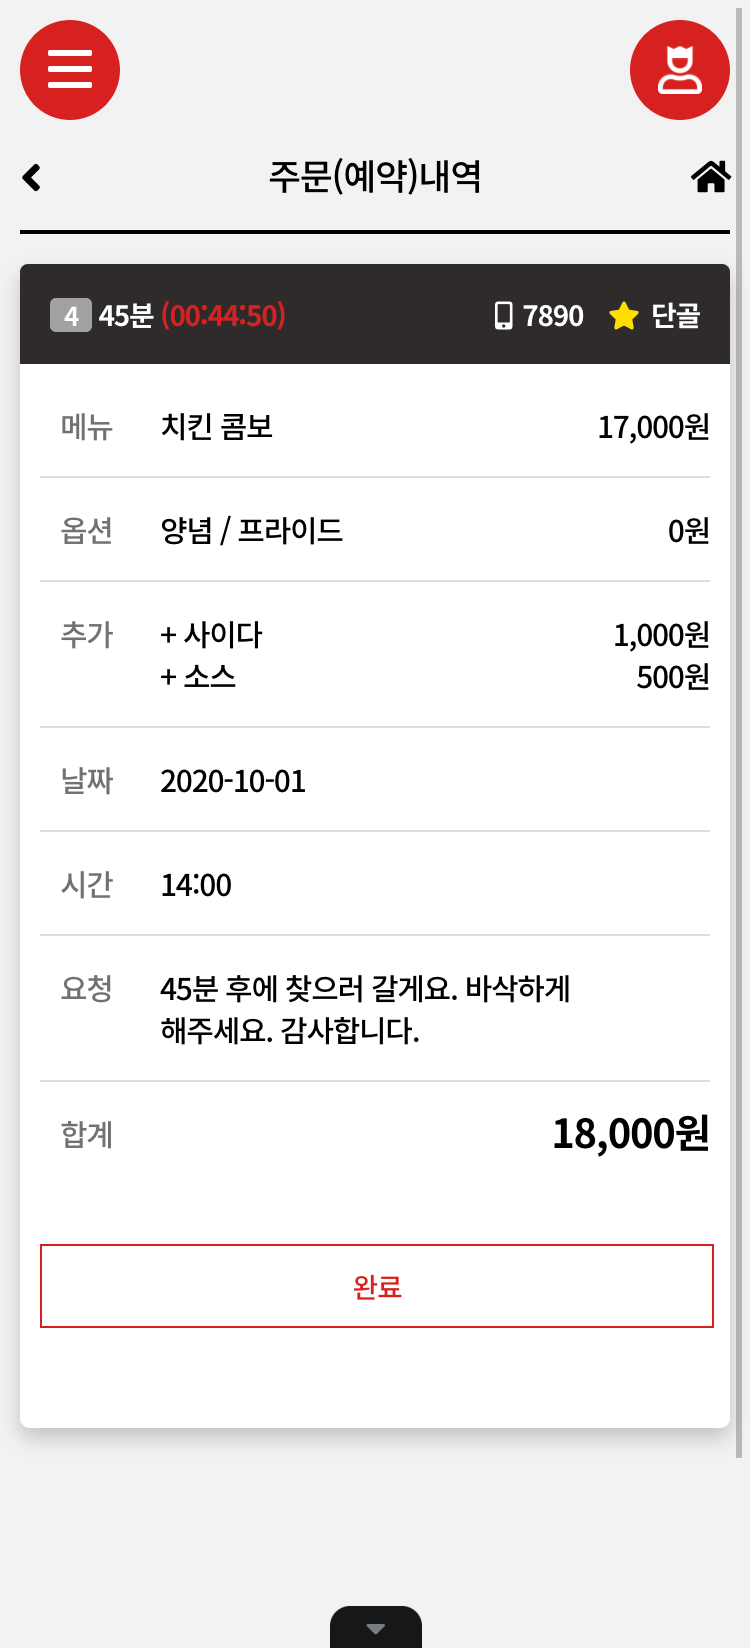 주문(예약)내역
4 45분 (00:44:50) 7890 단골
메뉴 치킨 콤보 17,000원
옵션 양념 / 프라이드 0원
추가 + 사이다 1,000원
+ 소스 500원
날짜 2020-10-01
시간 14:00
요청 45분 후에 찾으러 갈게요. 바삭하게
해주세요. 감사합니다.
합계 18,000원
완료